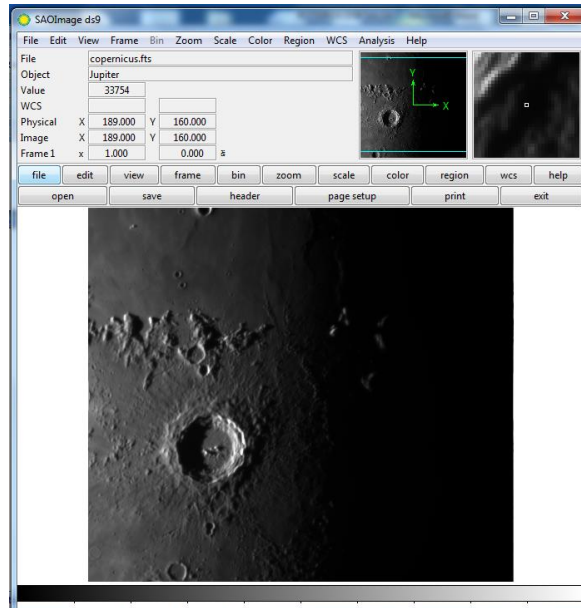 SAOImage ds9
File Edit View Frame Bin Zoom Scale Color Region WCS Analysis Help
File copernicus.fts
Object Jupiter
Value 33754
WCS
Physical X 189.000 Y 160.000
Image X 189.000 Y 160.000
Frame 1 x 1.000 0.000
Y
X
file edit view frame bin zoom scale color region wcs help
open save header page setup print exit